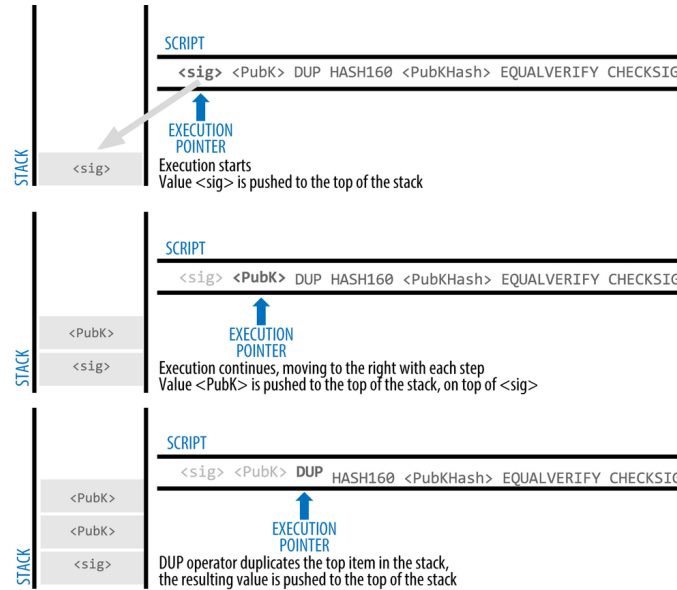 SCRIPT
<sig> <PubK> DUP HASH160 <PubKHash> EQUALVERIFY CHECKSIG
EXECUTION
POINTER
STACK
<sig>
Execution starts
Value <sig> is pushed to the top of the stack
SCRIPT
<sig> <PubK> DUP HASH160 <PubKHash> EQUALVERIFY CHECKSIG
EXECUTION
POINTER
STACK
<PubK>
<sig>
Execution continues, moving to the right with each step
Value <PubK> is pushed to the top of the stack, on top of <sig>
SCRIPT
<sig> <PubK> DUP HASH160 <PubKHash> EQUALVERIFY CHECKSIG
EXECUTION
POINTER
STACK
<PubK>
<PubK>
<sig>
DUP operator duplicates the top item in the stack,
the resulting value is pushed to the top of the stack